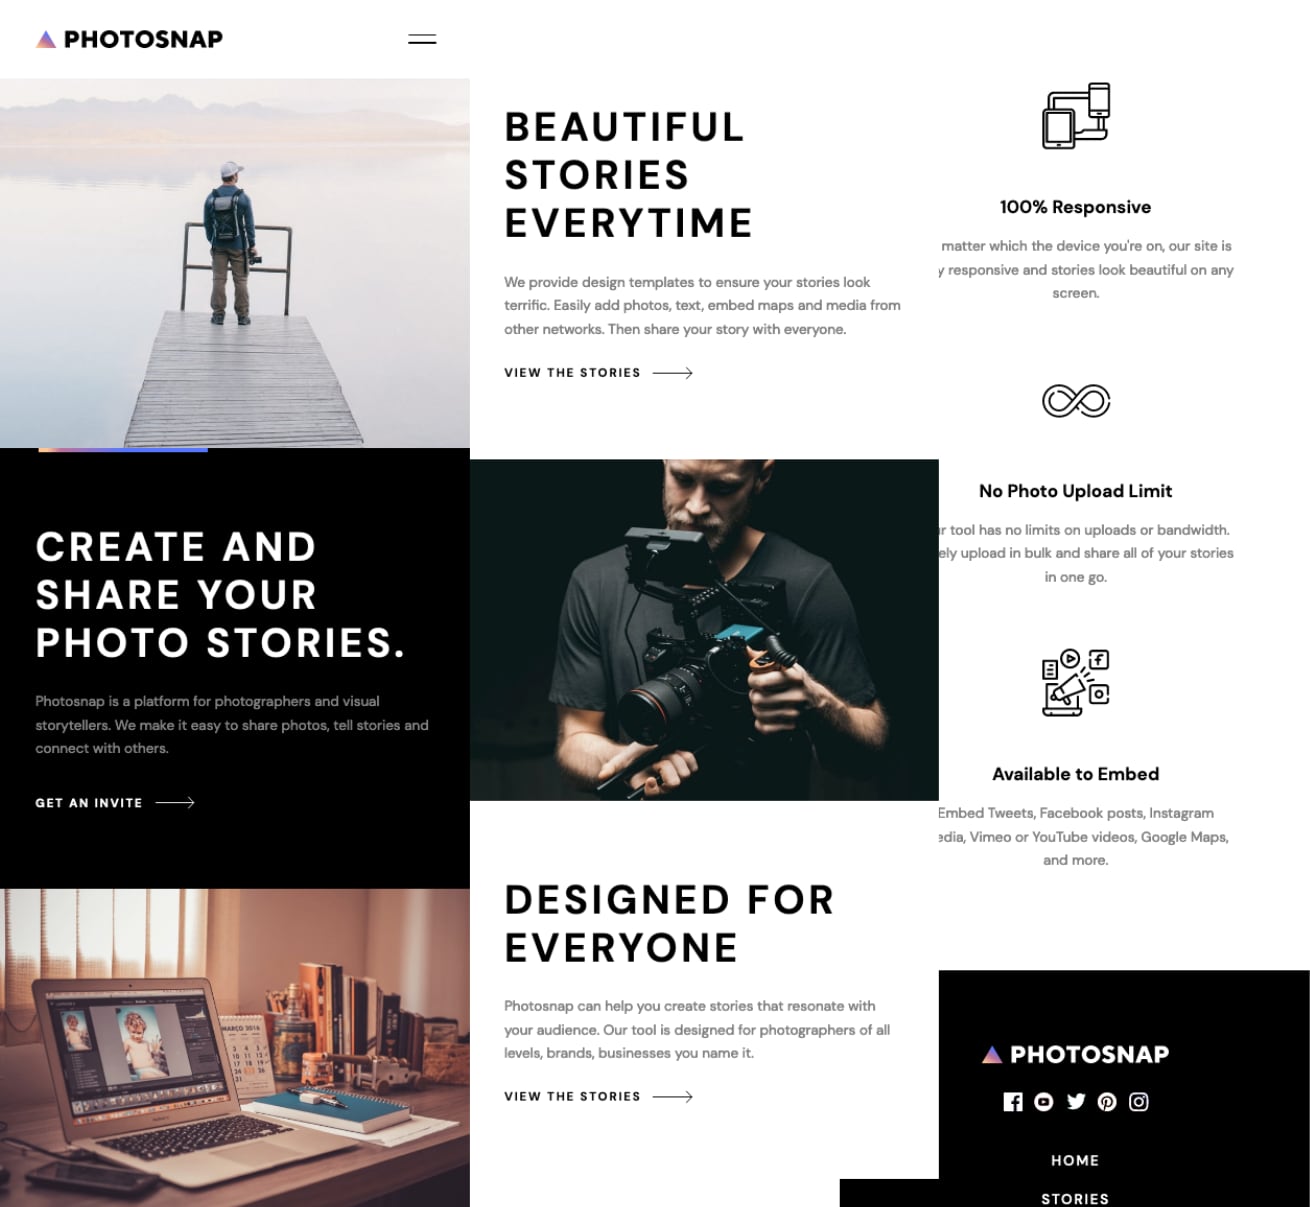 PHOTOSNAP
CREATE AND
SHARE YOUR
PHOTO STORIES.
Photosnap is a platform for photographers and visual
storytellers. We make it easy to share photos, tell stories and
connect with others.
GET AN INVITE
MARÇO 2016
BEAUTIFUL
STORIES
EVERYTIME
We provide design templates to ensure your stories look
terrific. Easily add photos, text, embed maps and media from
other networks. Then share your story with everyone.
VIEW THE STORIES
DESIGNED FOR
EVERYONE
Photosnap can help you create stories that resonate with
your audience. Our tool is designed for photographers of all
levels, brands, businesses you name it.
VIEW THE STORIES
100% Responsive
matter which the device you're on, our site is
y responsive and stories look beautiful on any
screen.
No Photo Upload Limit
r tool has no limits on uploads or bandwidth.
ely upload in bulk and share all of your stories
in one go.
Available to Embed
Embed Tweets, Facebook posts, Instagram
edia, Vimeo or YouTube videos, Google Maps,
and more.
PHOTOSNAP
HOME
STORIES